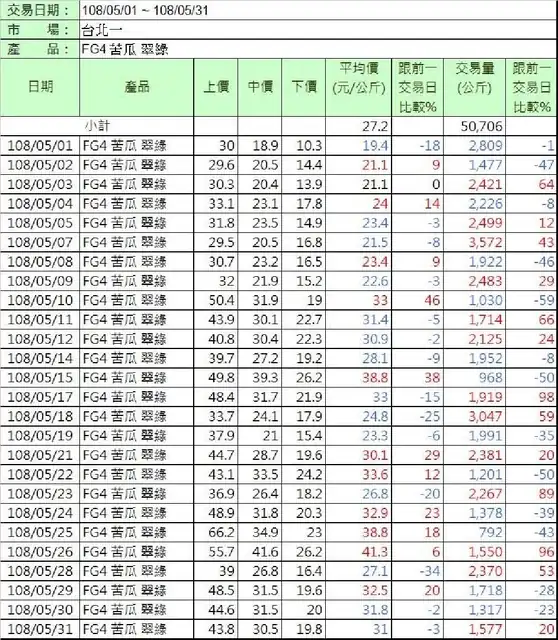 交易日期： 108/05/01 ~ 108/05/31
市　　場： 台北一
產　　品： FG4 苦瓜 翠綠
日期 產品 上價 中價 下價 平均價(元/公斤) 跟前一交易日比較% 交易量(公斤) 跟前一交易日比較%
小計 27.2 50,706
108/05/01 FG4 苦瓜 翠綠 30 18.9 10.3 19.4 -18 2,809 -1
108/05/02 FG4 苦瓜 翠綠 29.6 20.5 14.4 21.1 9 1,477 -47
108/05/03 FG4 苦瓜 翠綠 30.3 20.4 13.9 21.1 0 2,421 64
108/05/04 FG4 苦瓜 翠綠 33.1 23.1 17.8 24 14 2,226 -8
108/05/05 FG4 苦瓜 翠綠 31.8 23.5 14.9 23.4 -3 2,499 12
108/05/07 FG4 苦瓜 翠綠 29.5 20.5 16.8 21.5 -8 3,572 43
108/05/08 FG4 苦瓜 翠綠 30.7 23.2 16.5 23.4 9 1,922 -46
108/05/09 FG4 苦瓜 翠綠 32 21.9 15.2 22.6 -3 2,483 29
108/05/10 FG4 苦瓜 翠綠 50.4 31.9 19 33 46 1,030 -59
108/05/11 FG4 苦瓜 翠綠 43.9 30.1 22.7 31.4 -5 1,714 66
108/05/12 FG4 苦瓜 翠綠 40.8 30.4 22.3 30.9 -2 2,125 24
108/05/14 FG4 苦瓜 翠綠 39.7 27.2 19.2 28.1 -9 1,952 -8
108/05/15 FG4 苦瓜 翠綠 49.8 39.3 26.2 38.8 38 968 -50
108/05/17 FG4 苦瓜 翠綠 48.4 31.7 21.9 33 -15 1,919 98
108/05/18 FG4 苦瓜 翠綠 33.7 24.1 17.9 24.8 -25 3,047 59
108/05/19 FG4 苦瓜 翠綠 37.9 21 15.4 23.3 -6 1,991 -35
108/05/21 FG4 苦瓜 翠綠 44.7 28.7 19.6 30.1 29 2,381 20
108/05/22 FG4 苦瓜 翠綠 43.1 33.5 24.2 33.6 12 1,201 -50
108/05/23 FG4 苦瓜 翠綠 36.9 26.4 18.2 26.8 -20 2,267 89
108/05/24 FG4 苦瓜 翠綠 48.9 31.8 20.3 32.9 23 1,378 -39
108/05/25 FG4 苦瓜 翠綠 66.2 34.9 23 38.8 18 792 -43
108/05/26 FG4 苦瓜 翠綠 55.7 41.6 26.2 41.3 6 1,550 96
108/05/28 FG4 苦瓜 翠綠 39 26.8 16.4 27.1 -34 2,370 53
108/05/29 FG4 苦瓜 翠綠 48.5 31.5 19.6 32.5 20 1,718 -28
108/05/30 FG4 苦瓜 翠綠 44.6 31.5 20 31.8 -2 1,317 -23
108/05/31 FG4 苦瓜 翠綠 43.8 30.5 19.8 31 -3 1,577 20